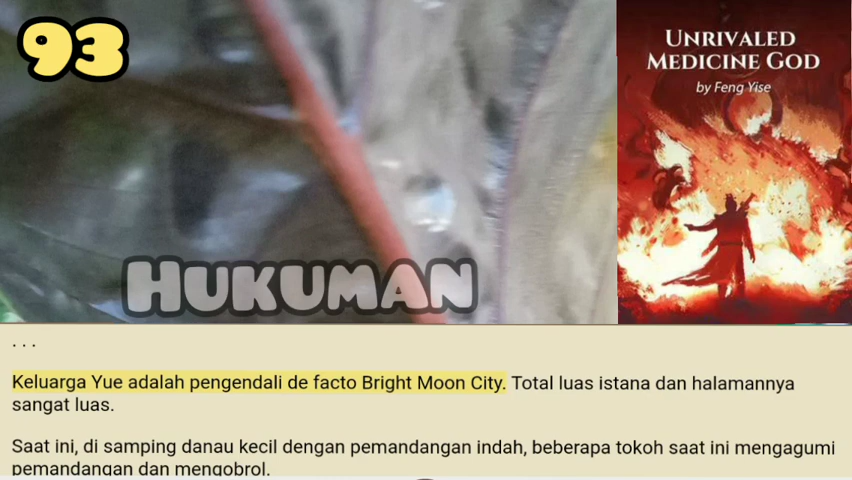 93
UNRIVALED
MEDICINE GOD
by Feng Yise
HUKUMAN
. . .
Keluarga Yue adalah pengendali de facto Bright Moon City. Total luas istana dan halamannya
sangat luas.
Saat ini, di samping danau kecil dengan pemandangan indah, beberapa tokoh saat ini mengagumi
pemandangan dan mengobrol.